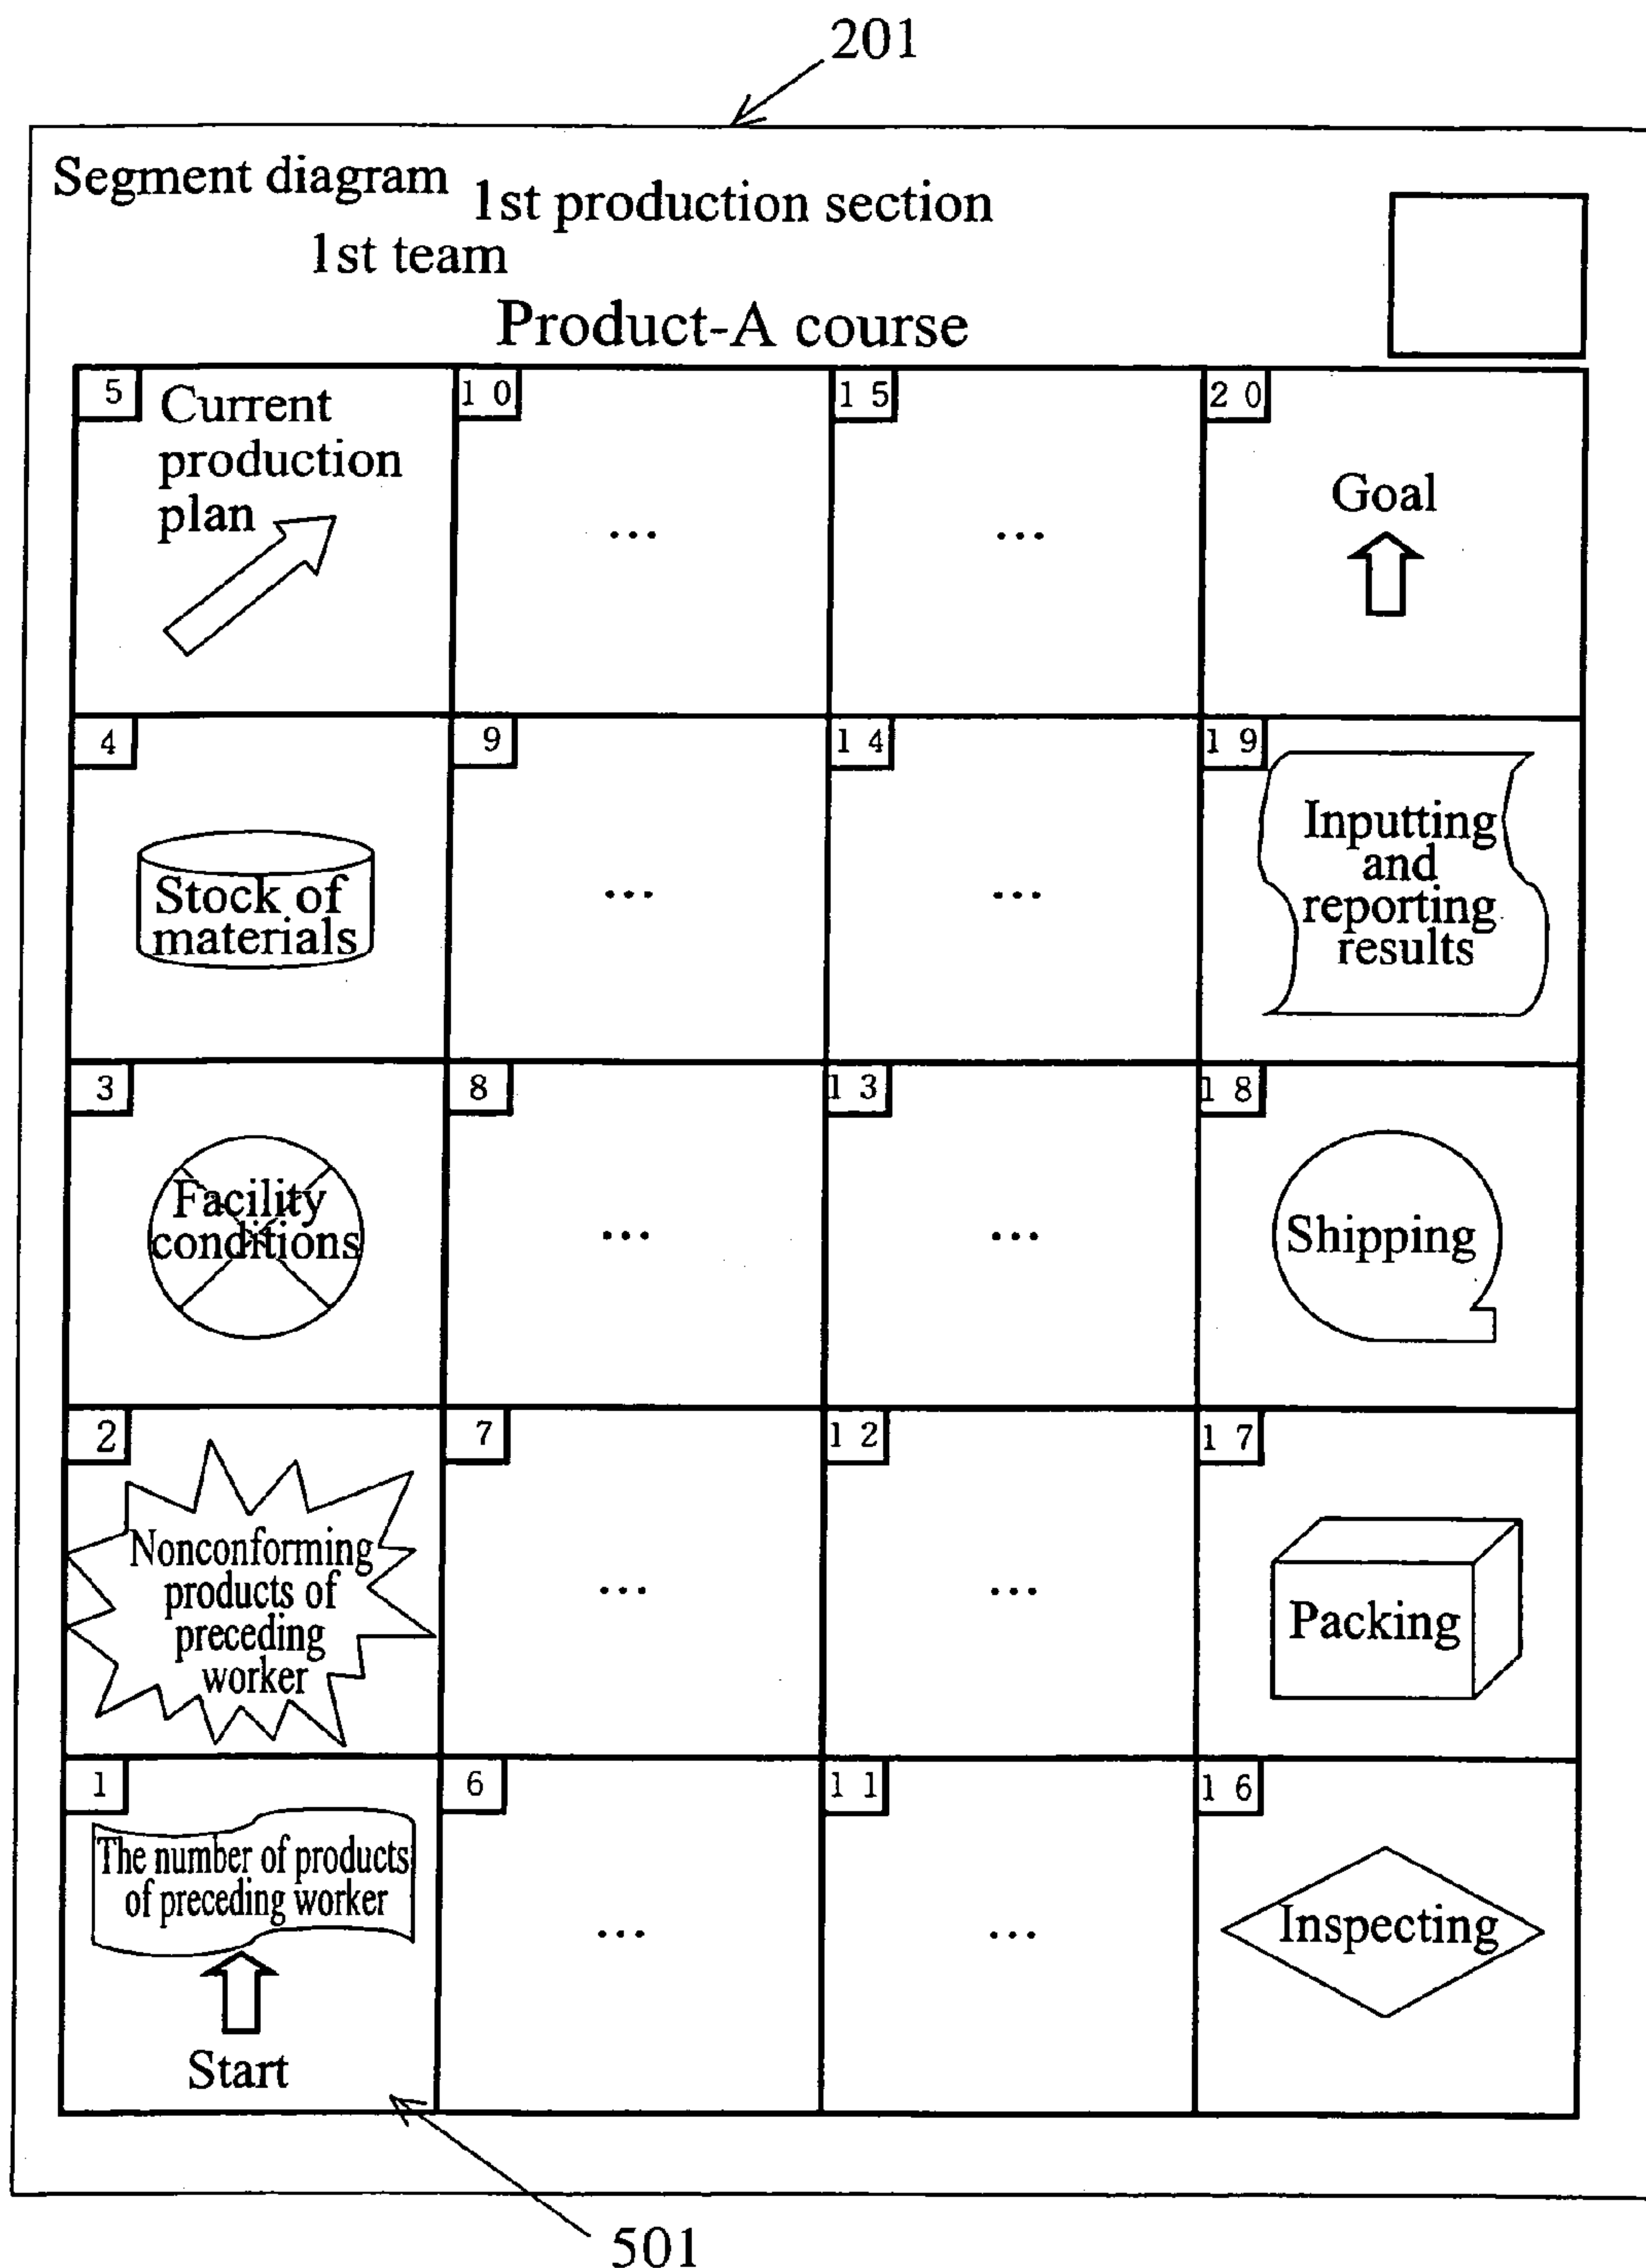 201
Segment diagram 1st production section
1st team
Product-A course
5
Current
production
plan
10
...
15
...
20
Goal
4
Stock of
materials
9
...
14
...
19
Inputting
and
reporting
results
3
Facility
conditions
8
...
13
...
18
Shipping
2
Nonconforming
products of
preceding
worker
7
...
12
...
17
Packing
1
The number of products
of preceding worker
Start
6
...
11
...
16
Inspecting
501